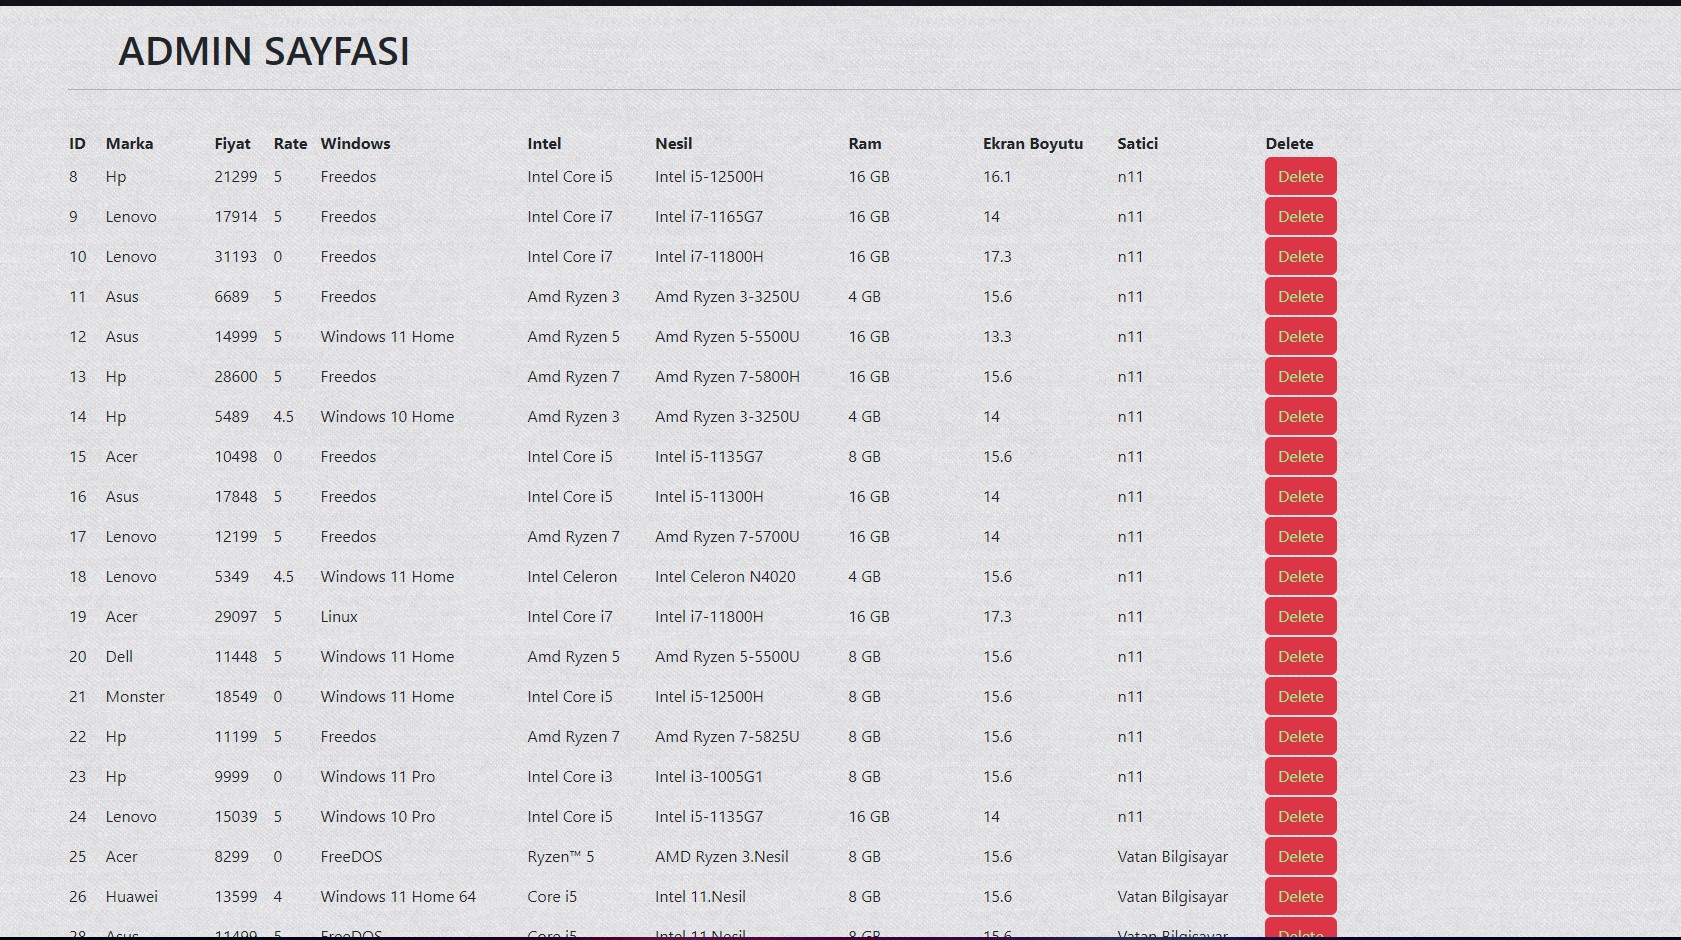 ADMIN SAYFASI
ID Marka Fiyat Rate Windows Intel Nesil Ram Ekran Boyutu Satici Delete
8 Hp 21299 5 Freedos Intel Core i5 Intel i5-12500H 16 GB 16.1 n11 Delete
9 Lenovo 17914 5 Freedos Intel Core i7 Intel i7-1165G7 16 GB 14 n11 Delete
10 Lenovo 31193 0 Freedos Intel Core i7 Intel i7-11800H 16 GB 17.3 n11 Delete
11 Asus 6689 5 Freedos Amd Ryzen 3 Amd Ryzen 3-3250U 4 GB 15.6 n11 Delete
12 Asus 14999 5 Windows 11 Home Amd Ryzen 5 Amd Ryzen 5-5500U 16 GB 13.3 n11 Delete
13 Hp 28600 5 Freedos Amd Ryzen 7 Amd Ryzen 7-5800H 16 GB 15.6 n11 Delete
14 Hp 5489 4.5 Windows 10 Home Amd Ryzen 3 Amd Ryzen 3-3250U 4 GB 14 n11 Delete
15 Acer 10498 0 Freedos Intel Core i5 Intel i5-1135G7 8 GB 15.6 n11 Delete
16 Asus 17848 5 Freedos Intel Core i5 Intel i5-11300H 16 GB 14 n11 Delete
17 Lenovo 12199 5 Freedos Amd Ryzen 7 Amd Ryzen 7-5700U 16 GB 14 n11 Delete
18 Lenovo 5349 4.5 Windows 11 Home Intel Celeron Intel Celeron N4020 4 GB 15.6 n11 Delete
19 Acer 29097 5 Linux Intel Core i7 Intel i7-11800H 16 GB 17.3 n11 Delete
20 Dell 11448 5 Windows 11 Home Amd Ryzen 5 Amd Ryzen 5-5500U 8 GB 15.6 n11 Delete
21 Monster 18549 0 Windows 11 Home Intel Core i5 Intel i5-12500H 8 GB 15.6 n11 Delete
22 Hp 11199 5 Freedos Amd Ryzen 7 Amd Ryzen 7-5825U 8 GB 15.6 n11 Delete
23 Hp 9999 0 Windows 11 Pro Intel Core i3 Intel i3-1005G1 8 GB 15.6 n11 Delete
24 Lenovo 15039 5 Windows 10 Pro Intel Core i5 Intel i5-1135G7 16 GB 14 n11 Delete
25 Acer 8299 0 FreeDOS Ryzen™ 5 AMD Ryzen 3.Nesil 8 GB 15.6 Vatan Bilgisayar Delete
26 Huawei 13599 4 Windows 11 Home 64 Core i5 Intel 11.Nesil 8 GB 15.6 Vatan Bilgisayar Delete
28 Asus 11499 5 FreeDOS Core i5 Intel 11.Nesil 8 GB 15.6 Vatan Bilgisayar Delete